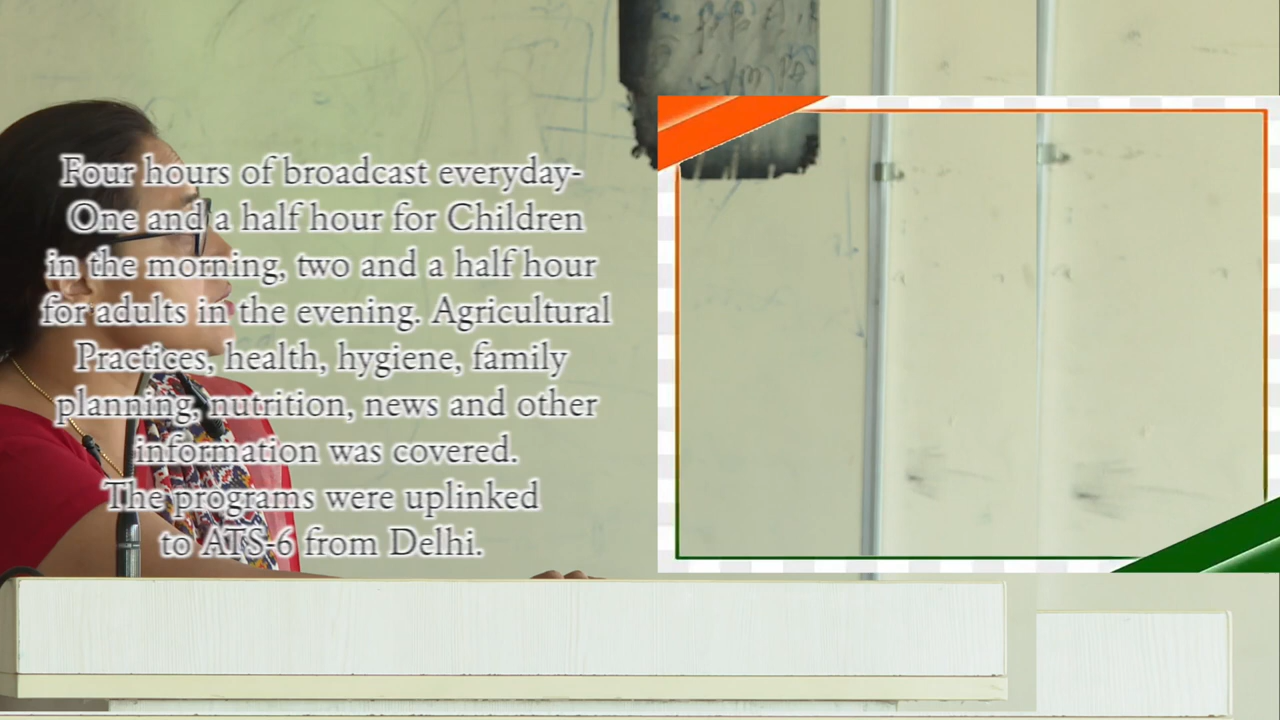 Four hours of broadcast everyday-
One and a half hour for Children
in the morning, two and a half hour
for adults in the evening. Agricultural
Practices, health, hygiene, family
planning, nutrition, news and other
information was covered.
The programs were uplinked
to ATS-6 from Delhi.